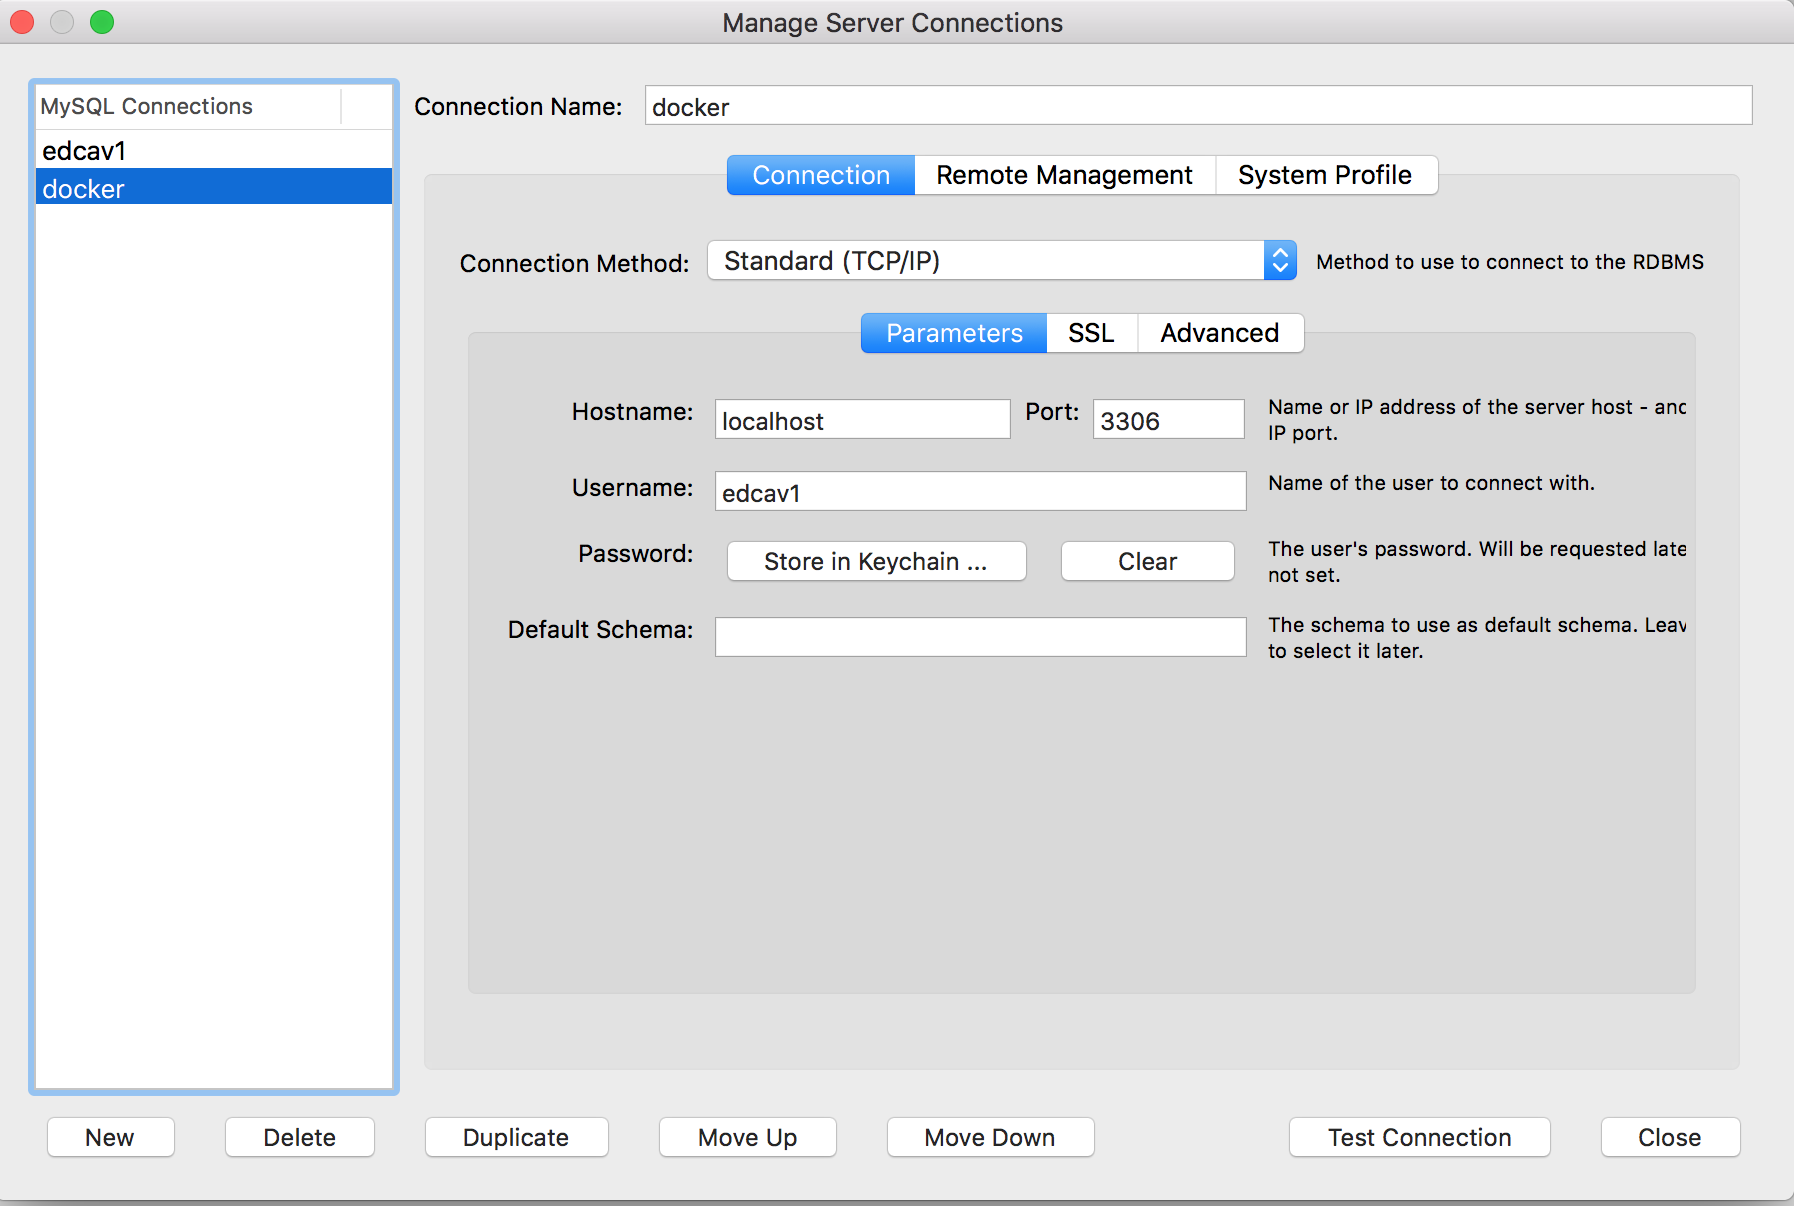 Manage Server Connections
MySQL Connections
edcav1
docker
Connection Name: docker
Connection Remote Management System Profile
Connection Method: Standard (TCP/IP) Method to use to connect to the RDBMS
Parameters SSL Advanced
Hostname: localhost Port: 3306 Name or IP address of the server host - and
IP port.
Username: edcav1 Name of the user to connect with.
Password: Store in Keychain ... Clear The user's password. Will be requested late
not set.
Default Schema: The schema to use as default schema. Leav
to select it later.
New Delete Duplicate Move Up Move Down Test Connection Close